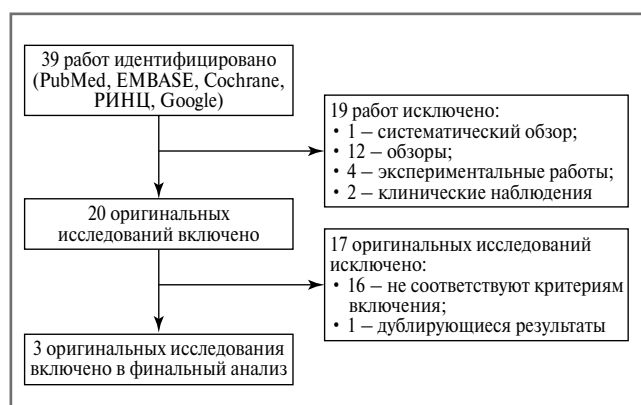 39 работ идентифицировано
(PubMed, EMBASE, Cochrane,
РИНЦ, Google)
19 работ исключено:
• 1 – систематический обзор;
• 12 – обзоры;
• 4 – экспериментальные работы;
• 2 – клинические наблюдения
20 оригинальных
исследований включено
17 оригинальных исследований
исключено:
• 16 – не соответствуют критериям
включения;
• 1 – дублирующиеся результаты
3 оригинальных исследования
включено в финальный анализ